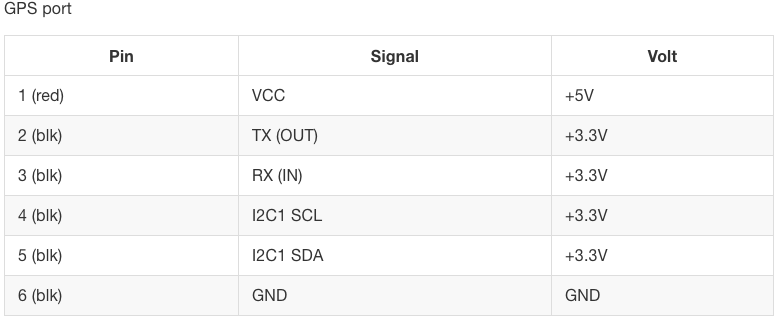 GPS port
Pin Signal Volt
1 (red) VCC +5V
2 (blk) TX (OUT) +3.3V
3 (blk) RX (IN) +3.3V
4 (blk) I2C1 SCL +3.3V
5 (blk) I2C1 SDA +3.3V
6 (blk) GND GND